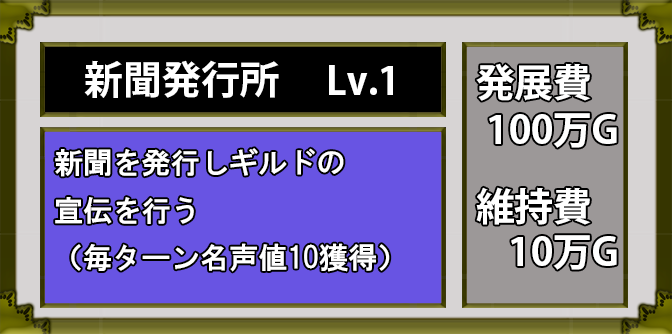 新聞発行所　Lv.1
新聞を発行しギルドの
宣伝を行う
（毎ターン名声値10獲得）
発展費
100万G
維持費
10万G